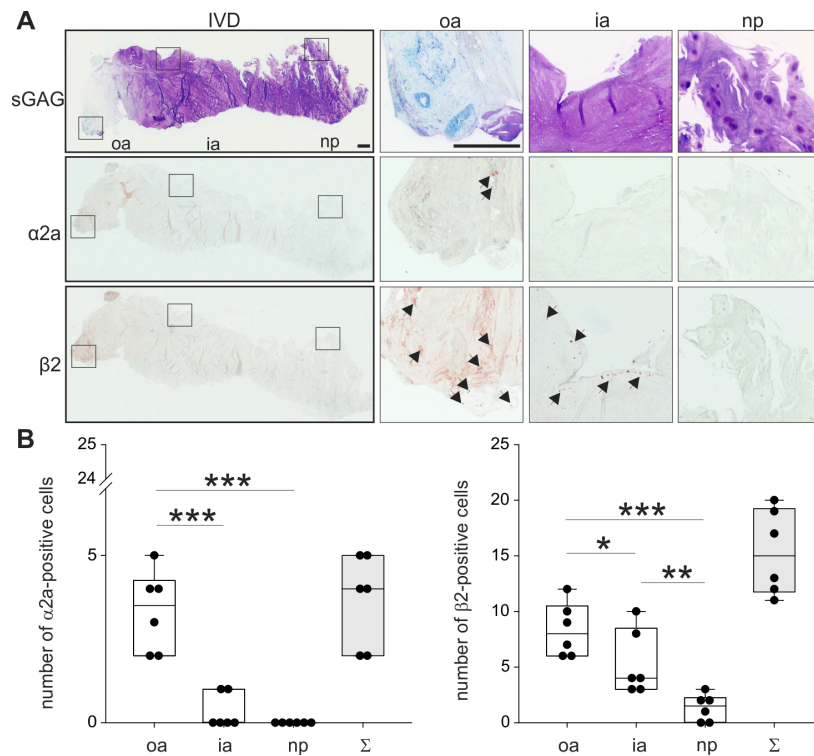 A
IVD oa ia np
sGAG
oa ia np
α2a
β2
B
25
24
5
0
number of α2a-positive cells
***
***
oa ia np Σ
25
20
15
10
5
0
number of β2-positive cells
***
*
**
oa ia np Σ